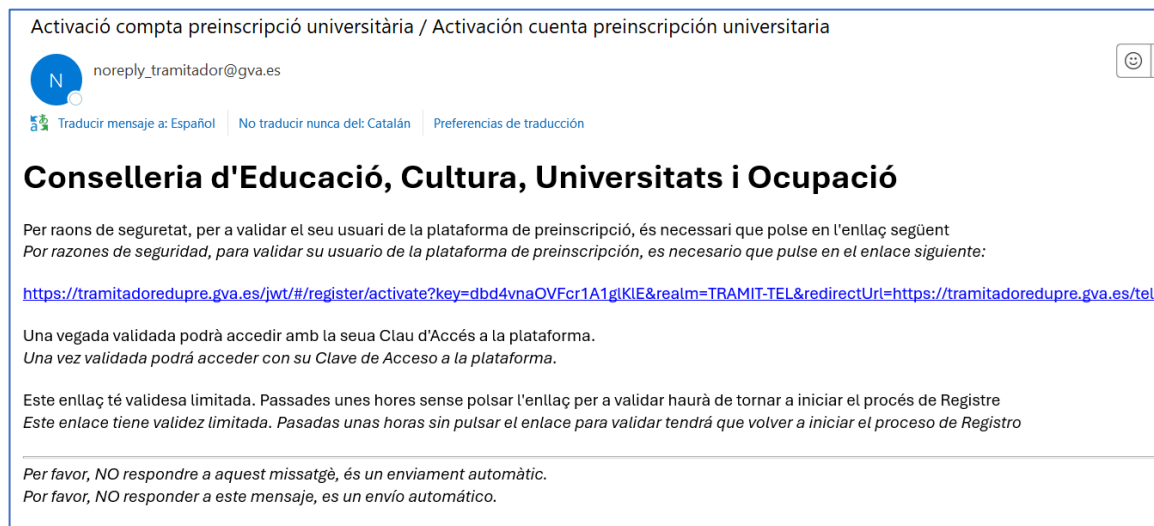 Activació compta preinscripció universitària / Activación cuenta preinscripción universitaria
N
noreply_tramitador@gva.es
Traducir mensaje a: Español
No traducir nunca del: Catalán
Preferencias de traducción
Conselleria d'Educació, Cultura, Universitats i Ocupació
Per raons de seguretat, per a validar el seu usuari de la plataforma de preinscripció, és necessari que polse en l'enllaç següent
Por razones de seguridad, para validar su usuario de la plataforma de preinscripción, es necesario que pulse en el enlace siguiente:
https://tramitadoredupre.gva.es/jwt/#/register/activate?key=dbd4vnaOVFcr1A1glKlE&realm=TRAMIT-TEL&redirectUrl=https://tramitadoredupre.gva.es/tel
Una vegada validada podrà accedir amb la seua Clau d'Accés a la plataforma.
Una vez validada podrá acceder con su Clave de Acceso a la plataforma.
Este enllaç té validesa limitada. Passades unes hores sense polsar l'enllaç per a validar haurà de tornar a iniciar el procés de Registre
Este enlace tiene validez limitada. Pasadas unas horas sin pulsar el enlace para validar tendrá que volver a iniciar el proceso de Registro
Per favor, NO respondre a aquest missatgè, és un enviament automàtic.
Por favor, NO responder a este mensaje, es un envío automático.